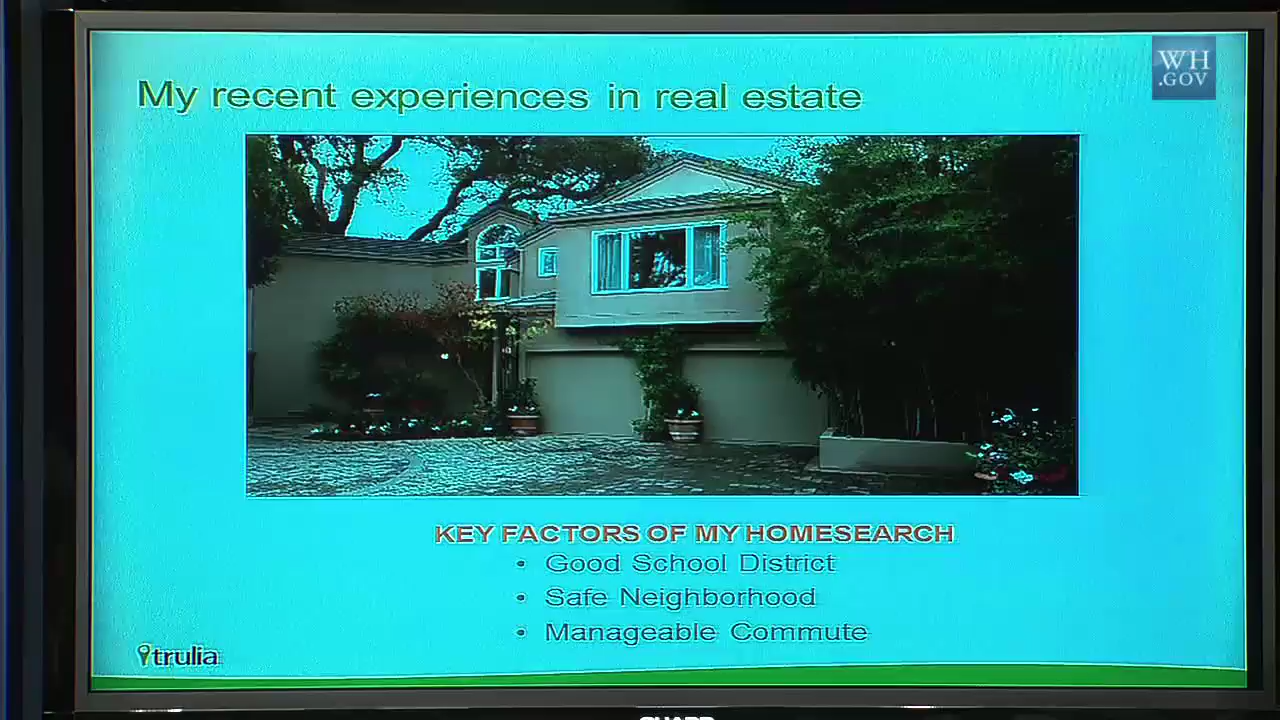 My recent experiences in real estate
WH
.GOV
KEY FACTORS OF MY HOMESEARCH
• Good School District
• Safe Neighborhood
• Manageable Commute
trulia
SHARP